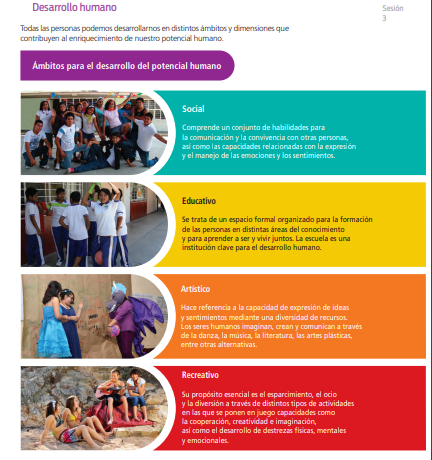 Desarrollo humano
Sesión
3
Todas las personas podemos desarrollarnos en distintos ámbitos y dimensiones que
contribuyen al enriquecimiento de nuestro potencial humano.
Ámbitos para el desarrollo del potencial humano
Social
Comprende un conjunto de habilidades para
la comunicación y la convivencia con otras personas,
así como las capacidades relacionadas con la expresión
y el manejo de las emociones y los sentimientos.
Educativo
Se trata de un espacio formal organizado para la formación
de las personas en distintas áreas del conocimiento
y para aprender a ser y vivir juntos. La escuela es una
institución clave para el desarrollo humano.
Artístico
Hace referencia a la capacidad de expresión de ideas
y sentimientos mediante una diversidad de recursos.
Los seres humanos imaginan, crean y comunican a través
de la danza, la música, la literatura, las artes plásticas,
entre otras alternativas.
Recreativo
Su propósito esencial es el esparcimiento, el ocio
y la diversión a través de distintos tipos de actividades
en las que se ponen en juego capacidades como
la cooperación, creatividad e imaginación,
así como el desarrollo de destrezas físicas, mentales
y emocionales.